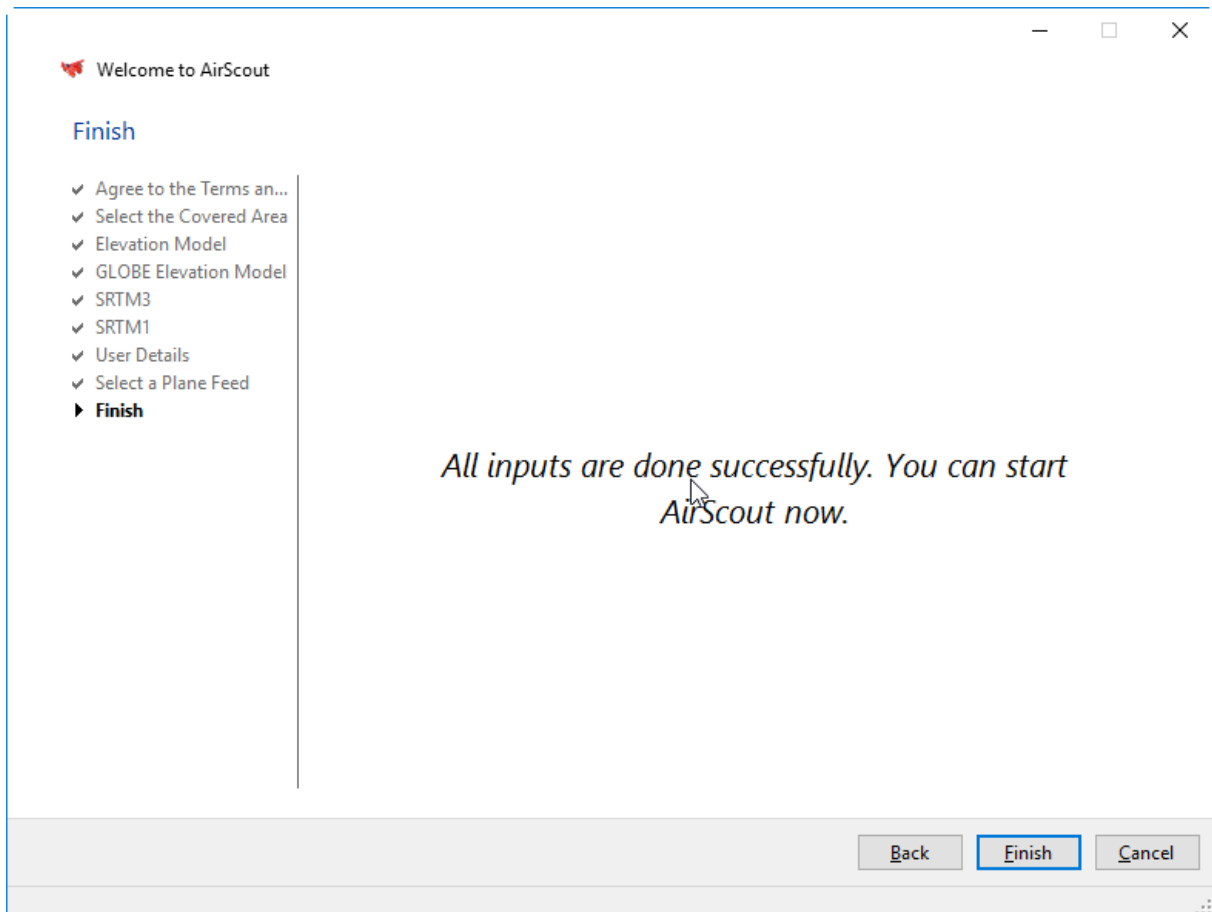 Welcome to AirScout
Finish
Agree to the Terms an...
Select the Covered Area
Elevation Model
GLOBE Elevation Model
SRTM3
SRTM1
User Details
Select a Plane Feed
Finish
All inputs are done successfully. You can start
AirScout now.
Back Finish Cancel